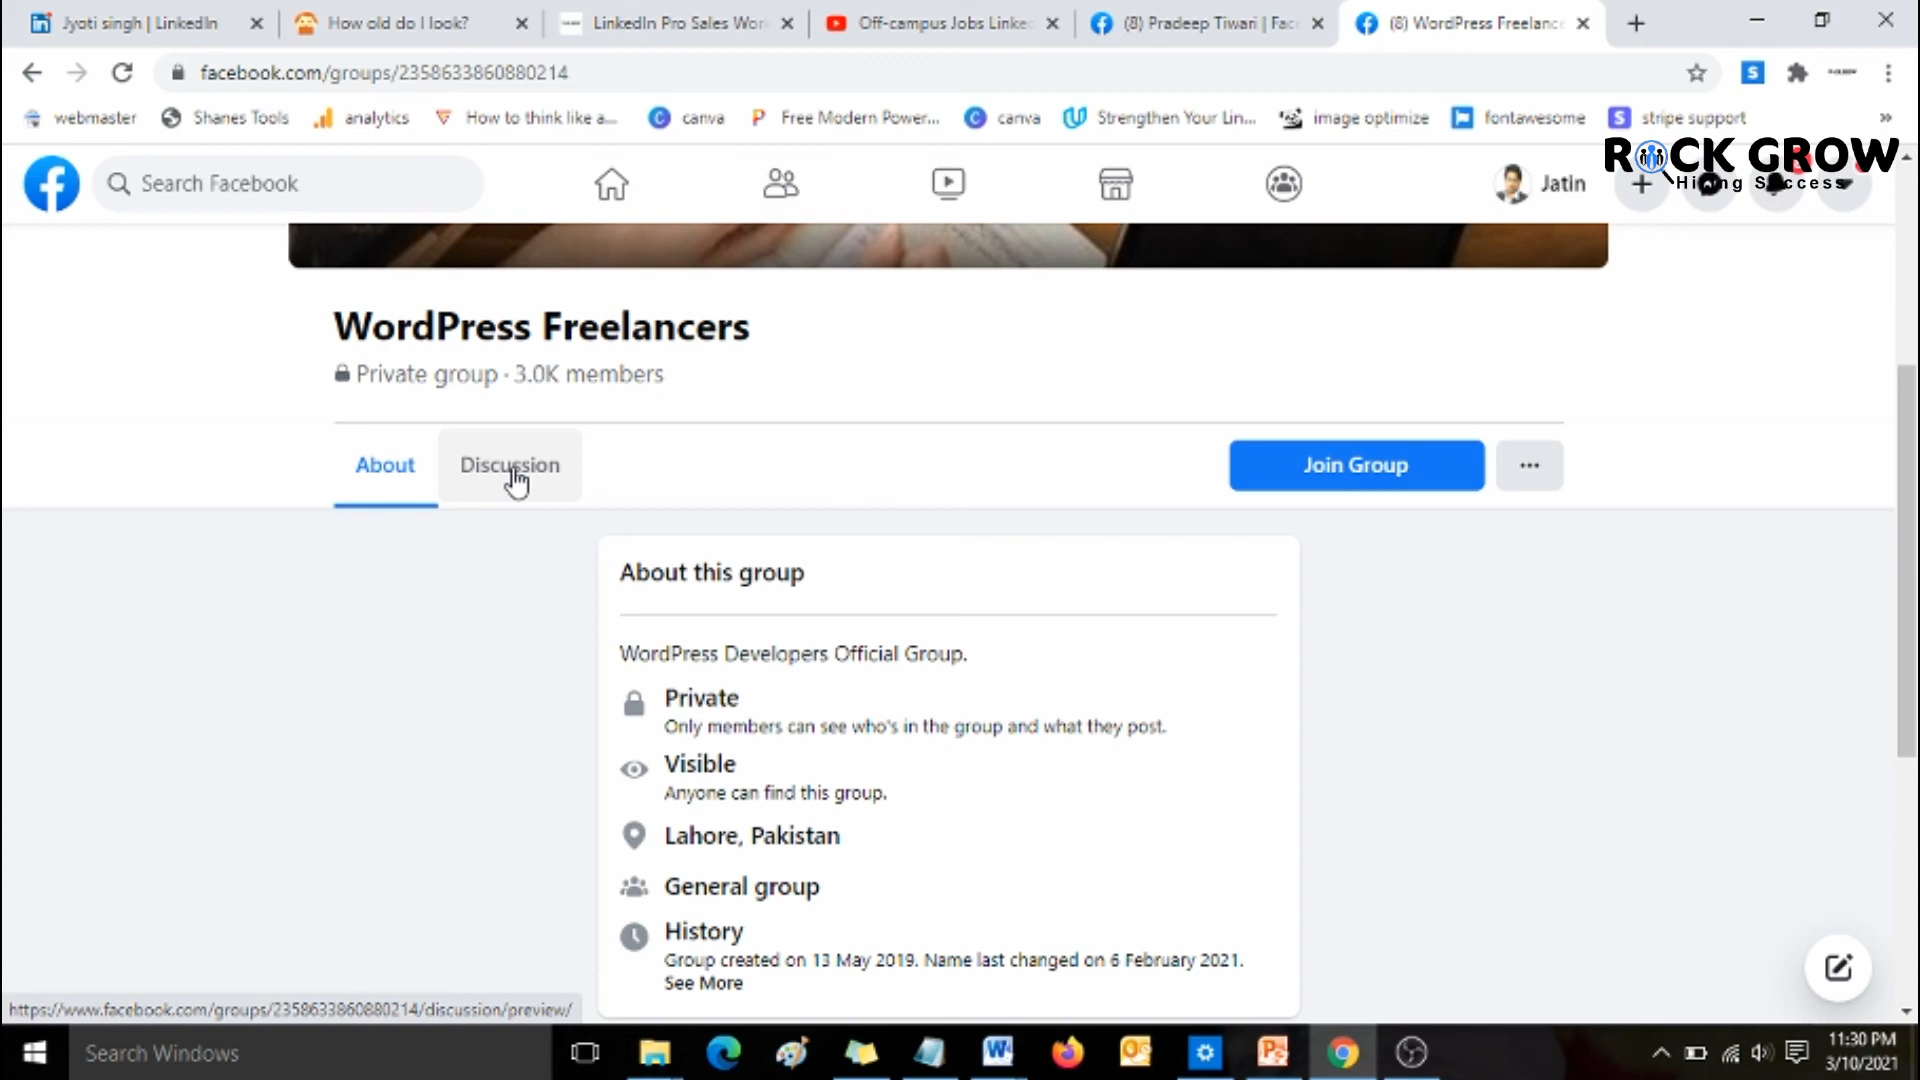 Jyoti singh | LinkedIn
How old do I look?
LinkedIn Pro Sales Wor
Off-campus Jobs Linke
(8) Pradeep Tiwari | Fac
(8) WordPress Freelanc
facebook.com/groups/2358633860880214
webmaster
Shanes Tools
analytics
How to think like a...
canva
Free Modern Power...
canva
Strengthen Your Lin...
image optimize
fontawesome
stripe support
ROCK GROW
Hiring Success
Search Facebook
Jatin
WordPress Freelancers
Private group · 3.0K members
About
Discussion
Join Group
About this group
WordPress Developers Official Group.
Private
Only members can see who's in the group and what they post.
Visible
Anyone can find this group.
Lahore, Pakistan
General group
History
Group created on 13 May 2019. Name last changed on 6 February 2021.
See More
https://www.facebook.com/groups/2358633860880214/discussion/preview/
Search Windows
11:30 PM
3/10/2021